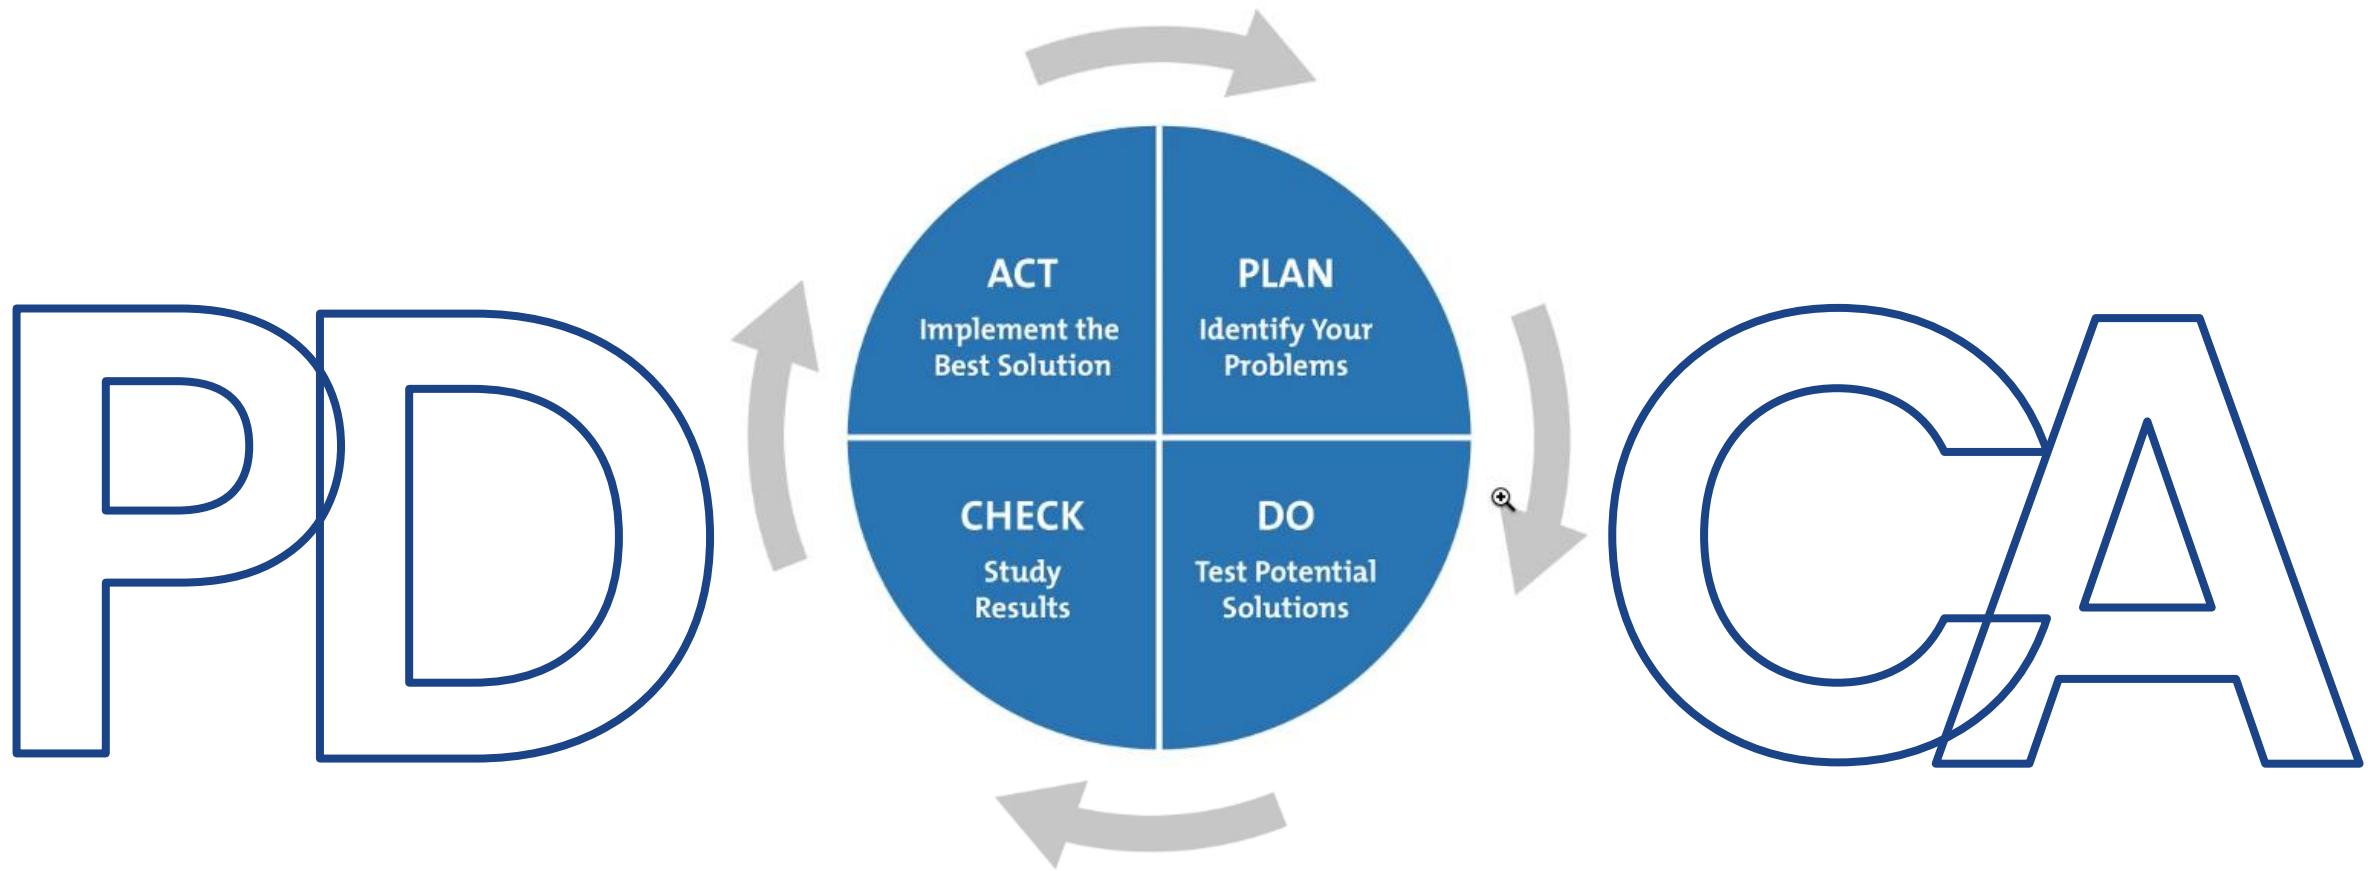 PD
ACT
Implement the
Best Solution
PLAN
Identify Your
Problems
CHECK
Study
Results
DO
Test Potential
Solutions
CA